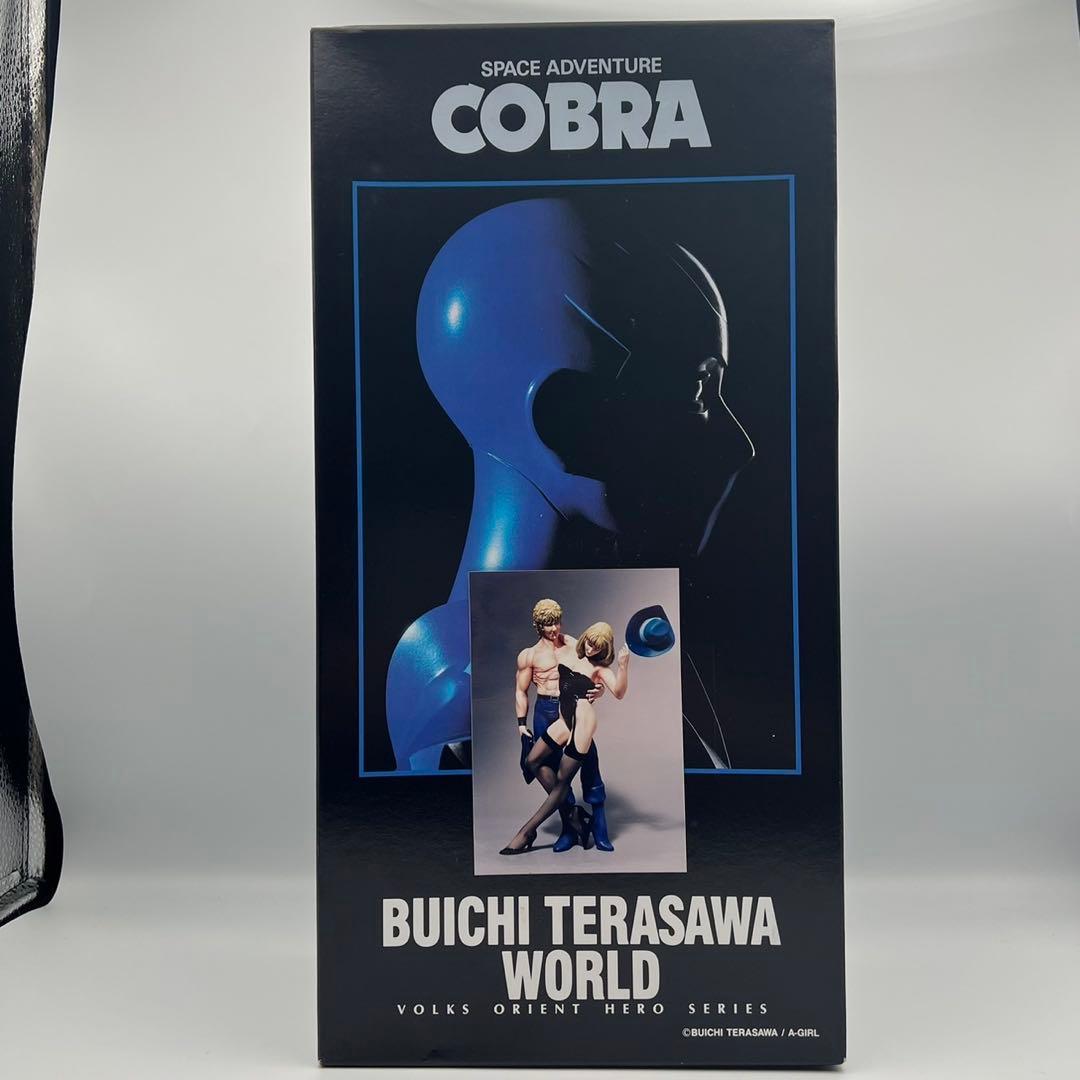 SPACE ADVENTURE
COBRA
BUICHI TERASAWA
WORLD
VOLKS ORIENT HERO SERIES
©BUICHI TERASAWA / A-GIRL